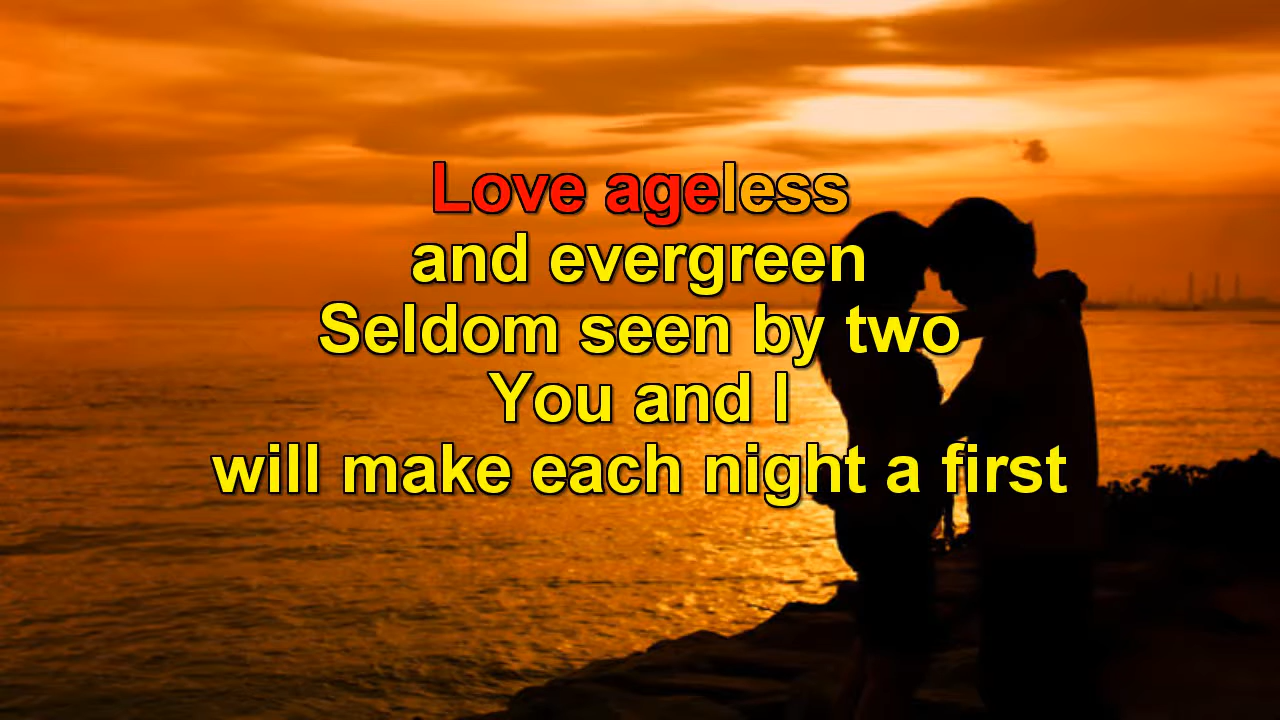 Love ageless
and evergreen
Seldom seen by two
You and I
will make each night a first